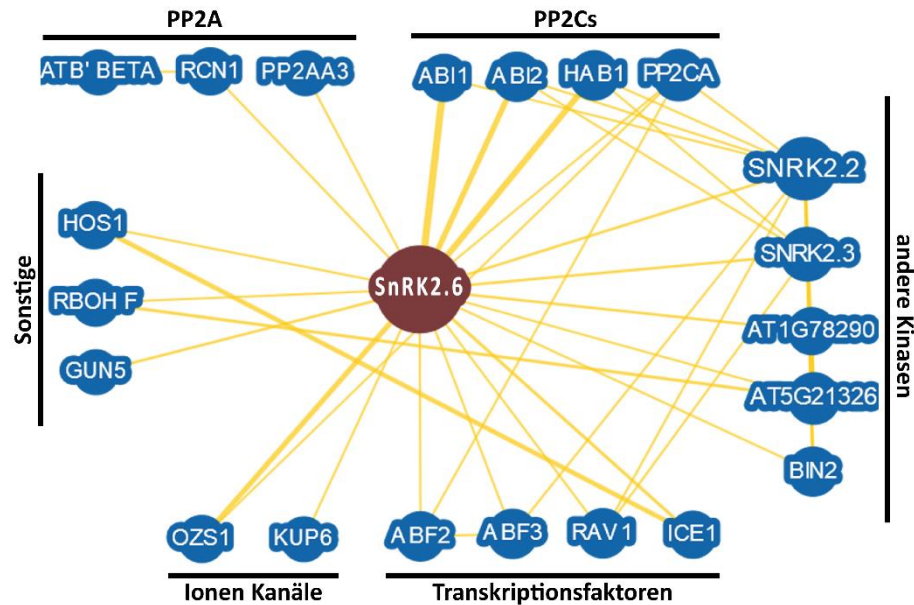 PP2A
PP2Cs
ATB' BETA
RCN1
PP2AA3
ABI1
ABI2
HAB1
PP2CA
SNRK2.2
SNRK2.3
AT1G78290
AT5G21326
BIN2
andere Kinasen
Sonstige
HOS1
RBOH F
GUN5
SnRK2.6
OZS1
KUP6
ABF2
ABF3
RAV1
ICE1
Ionen Kanäle
Transkriptionsfaktoren